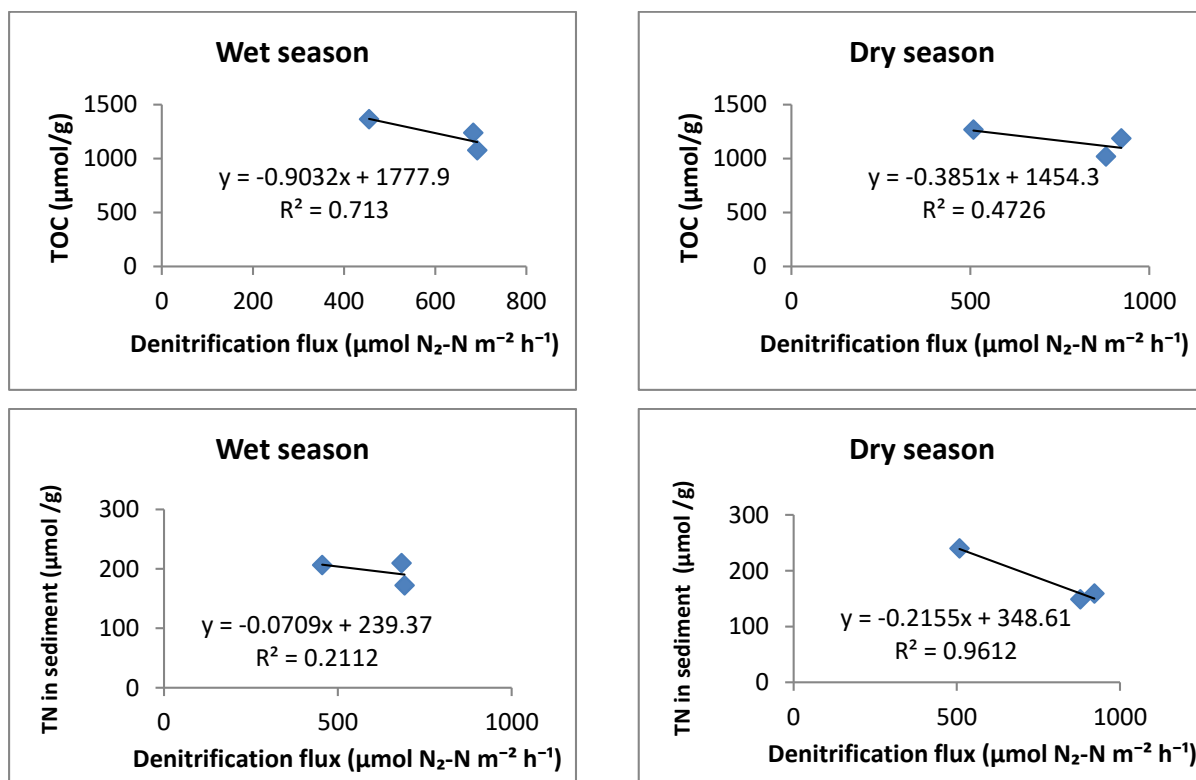 Wet season
TOC (µmol/g)
1500
1000
500
0
y = -0.9032x + 1777.9
R² = 0.713
0 200 400 600 800
Denitrification flux (µmol N₂-N m⁻² h⁻¹)
Dry season
TOC (µmol/g)
1500
1000
500
0
y = -0.3851x + 1454.3
R² = 0.4726
0 500 1000
Denitrification flux (µmol N₂-N m⁻² h⁻¹)
Wet season
TN in sediment (µmol /g)
300
200
100
0
y = -0.0709x + 239.37
R² = 0.2112
0 500 1000
Denitrification flux (µmol N₂-N m⁻² h⁻¹)
Dry season
TN in sediment (µmol /g)
300
200
100
0
y = -0.2155x + 348.61
R² = 0.9612
0 500 1000
Denitrification flux (µmol N₂-N m⁻² h⁻¹)